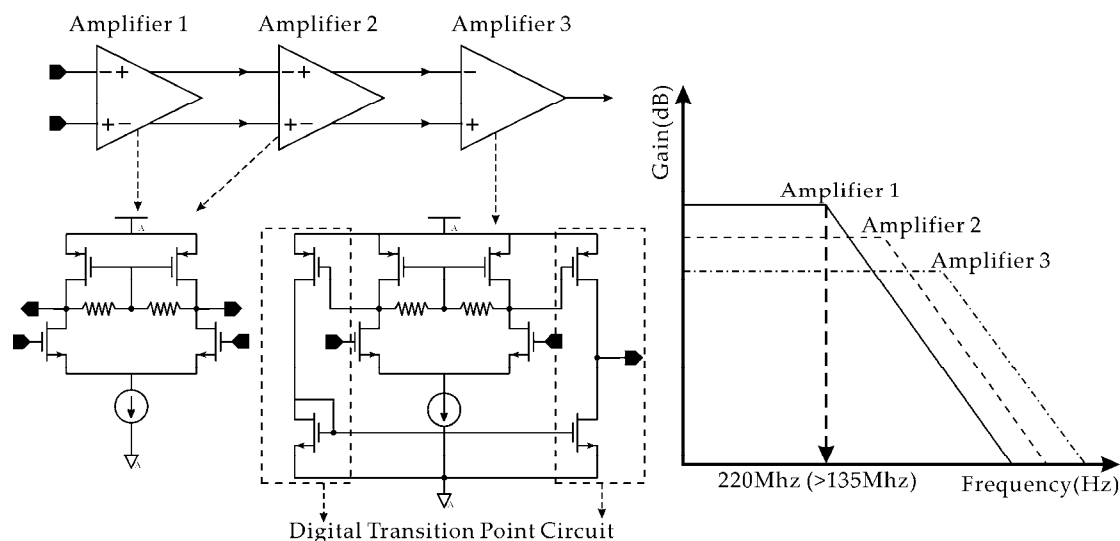 Amplifier 1
Amplifier 2
Amplifier 3
- +
+ -
- +
+ -
-
+
A
A
A
A
Digital Transition Point Circuit
Gain(dB)
Amplifier 1
Amplifier 2
Amplifier 3
220Mhz (>135Mhz)
Frequency(Hz)